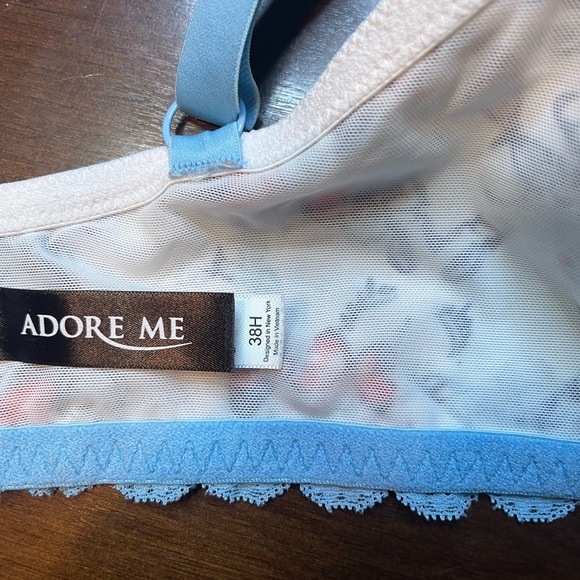 ADORE ME
38H
Designed in New York
Made in Vietnam